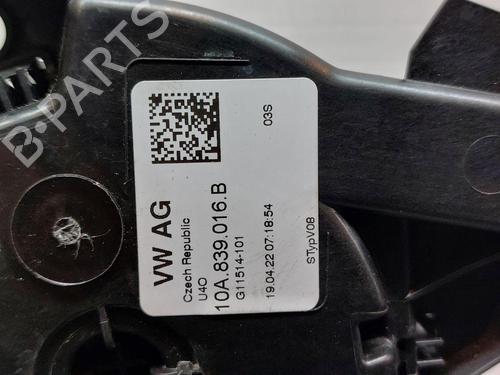 B-PARTS
VW AG
Czech Republic
U4O
10A.839.016.B
G11514-101
19.04.22 07:18:54
03S
STypV08